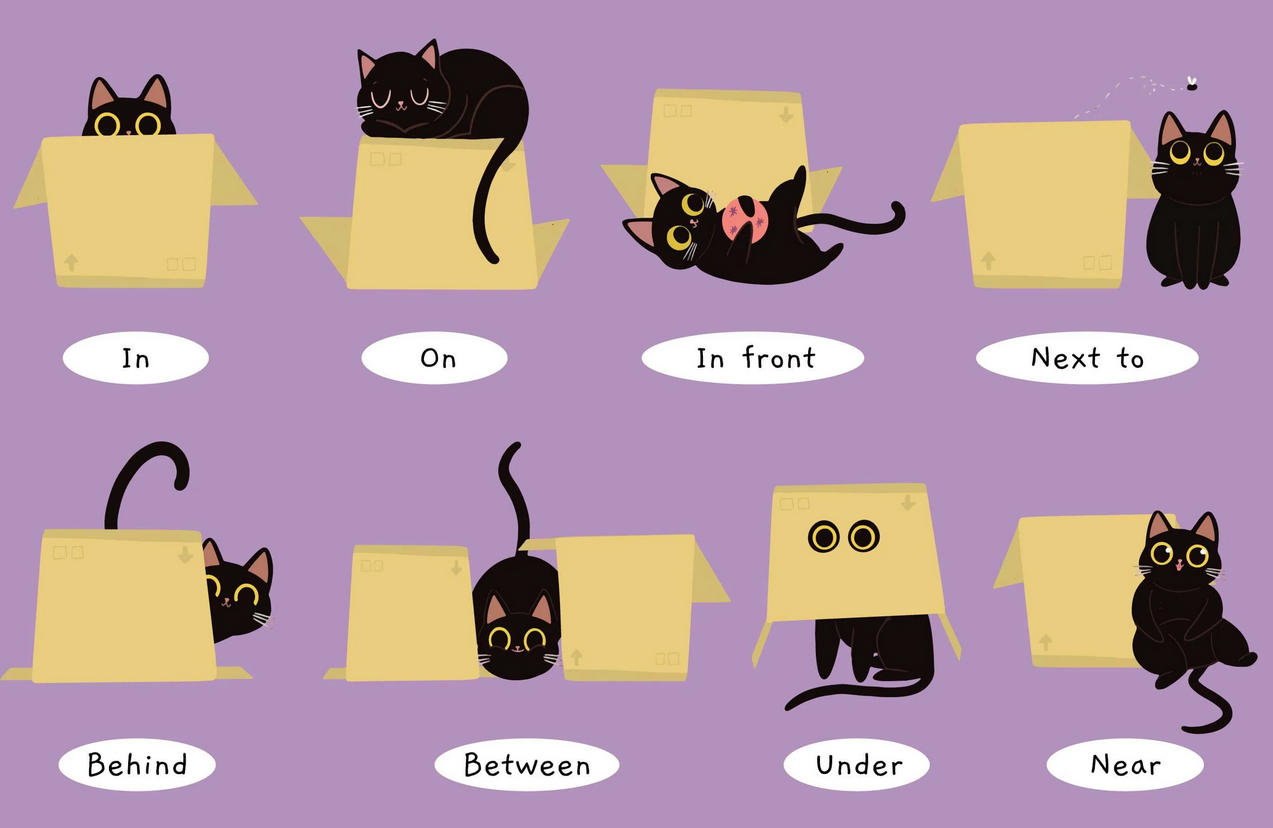 In
On
In front
Next to
Behind
Between
Under
Near